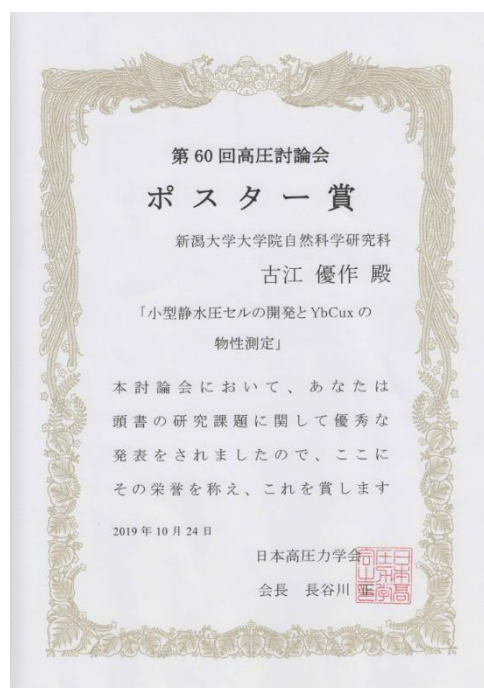 第60回高圧討論会
ポスター賞
新潟大学大学院自然科学研究科
古江 優作 殿
「小型静水圧セルの開発とYbCuxの
物性測定」
本討論会において、あなたは
頭書の研究課題に関して優秀な
発表をされましたので、ここに
その栄誉を称え、これを賞します
2019年10月24日
日本高圧力学会
会長 長谷川 正